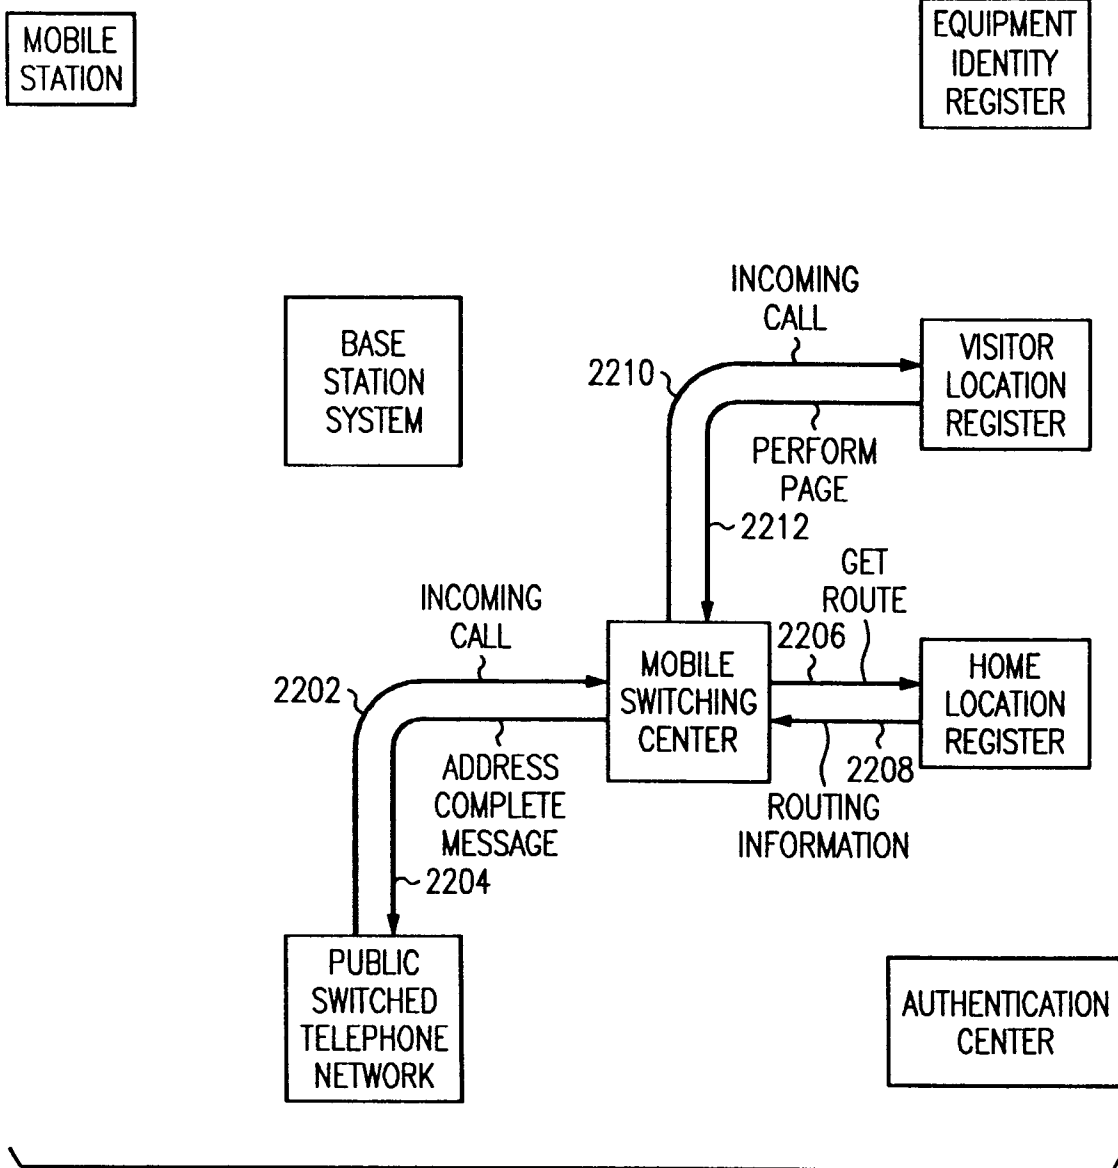 MOBILE
STATION
EQUIPMENT
IDENTITY
REGISTER
INCOMING
CALL
BASE
STATION
SYSTEM
2210
VISITOR
LOCATION
REGISTER
PERFORM
PAGE
2212
GET
ROUTE
INCOMING
CALL
2206
2202
MOBILE
SWITCHING
CENTER
HOME
LOCATION
REGISTER
ADDRESS
COMPLETE
MESSAGE
2208
ROUTING
INFORMATION
2204
PUBLIC
SWITCHED
TELEPHONE
NETWORK
AUTHENTICATION
CENTER